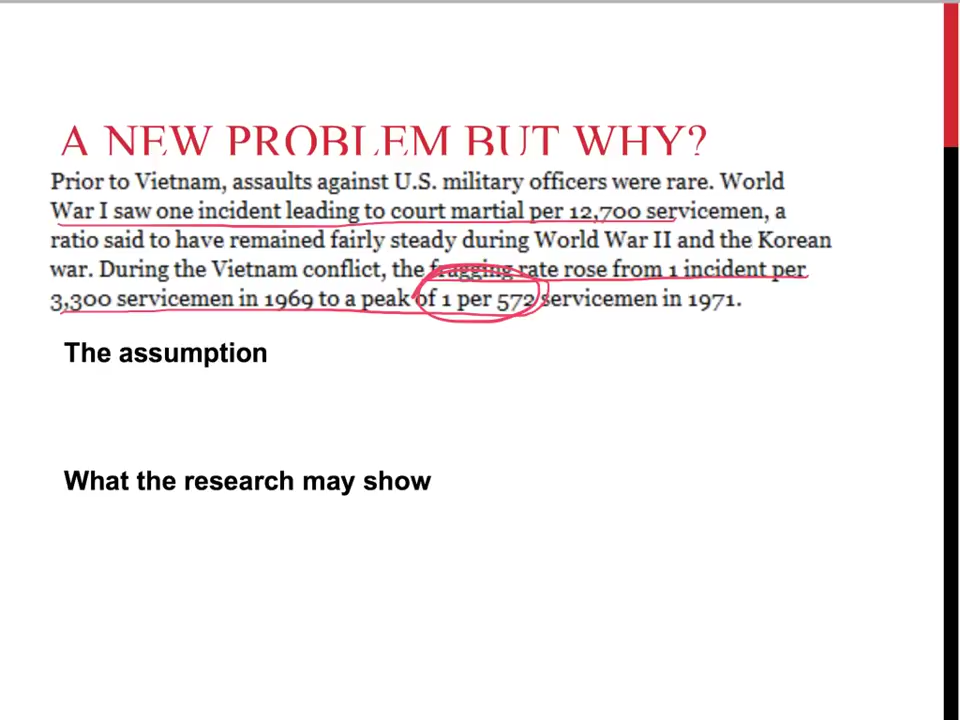 A NEW PROBLEM BUT WHY?
Prior to Vietnam, assaults against U.S. military officers were rare. World
War I saw one incident leading to court martial per 12,700 servicemen, a
ratio said to have remained fairly steady during World War II and the Korean
war. During the Vietnam conflict, the fragging rate rose from 1 incident per
3,300 servicemen in 1969 to a peak of 1 per 572 servicemen in 1971.
The assumption
What the research may show